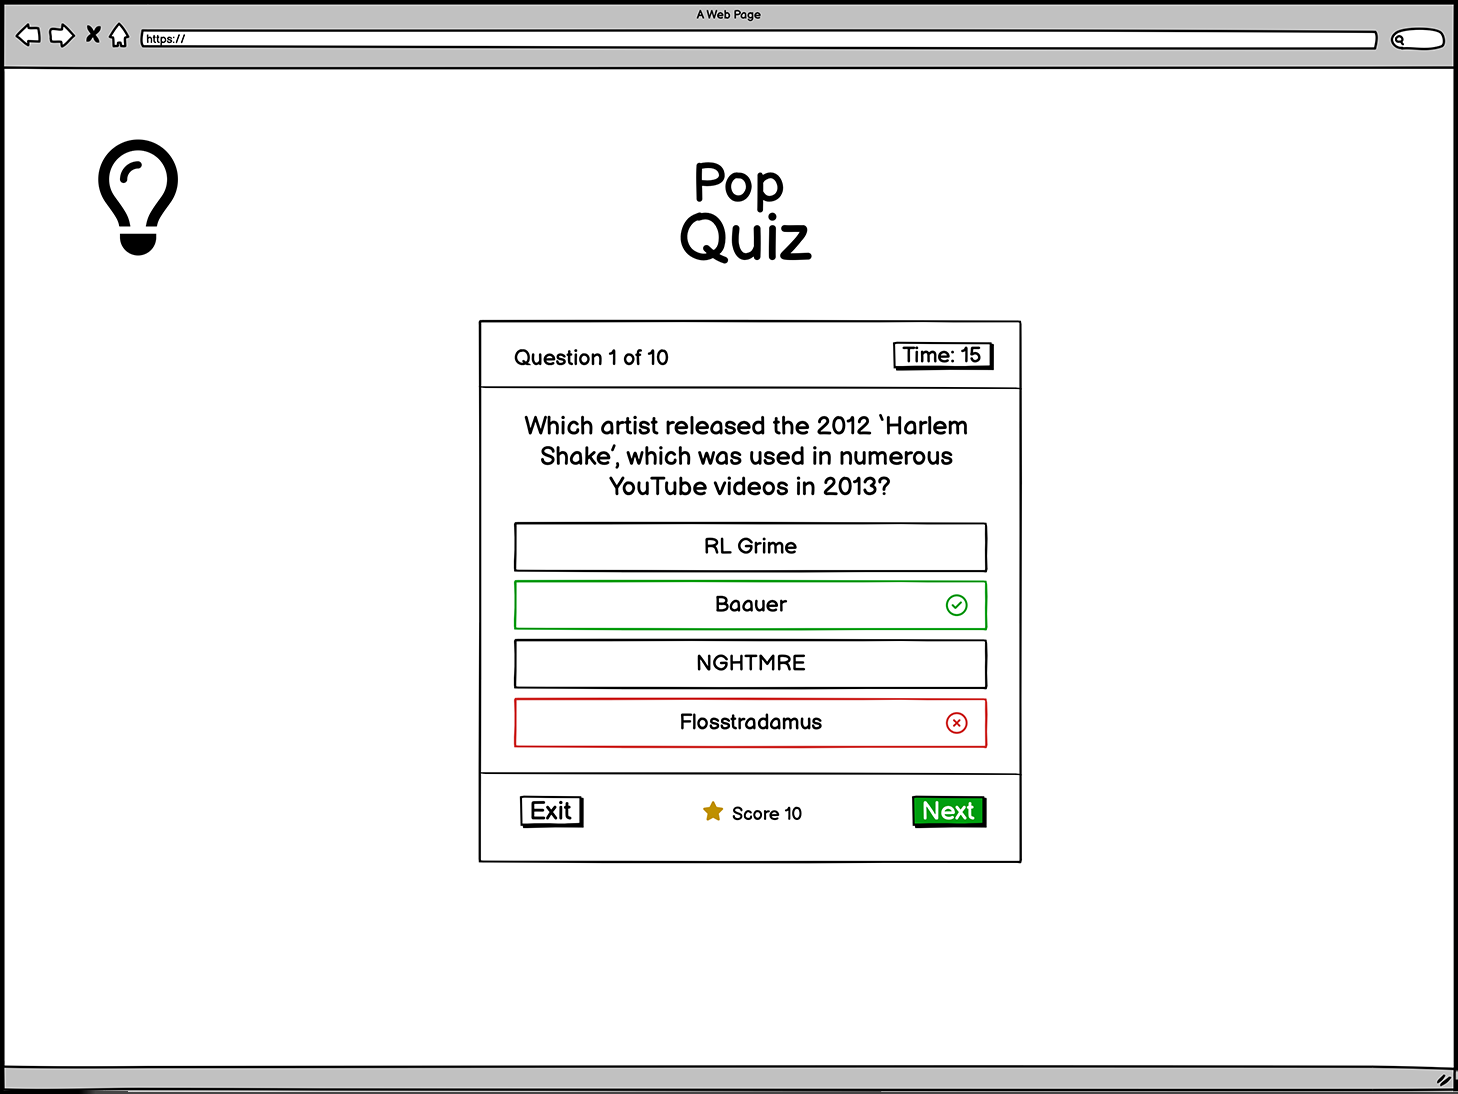 A Web Page
https://
Pop
Quiz
Question 1 of 10
Time: 15
Which artist released the 2012 ‵Harlem
Shake′, which was used in numerous
YouTube videos in 2013?
RL Grime
Baauer
NGHTMRE
Flosstradamus
Exit
Score 10
Next